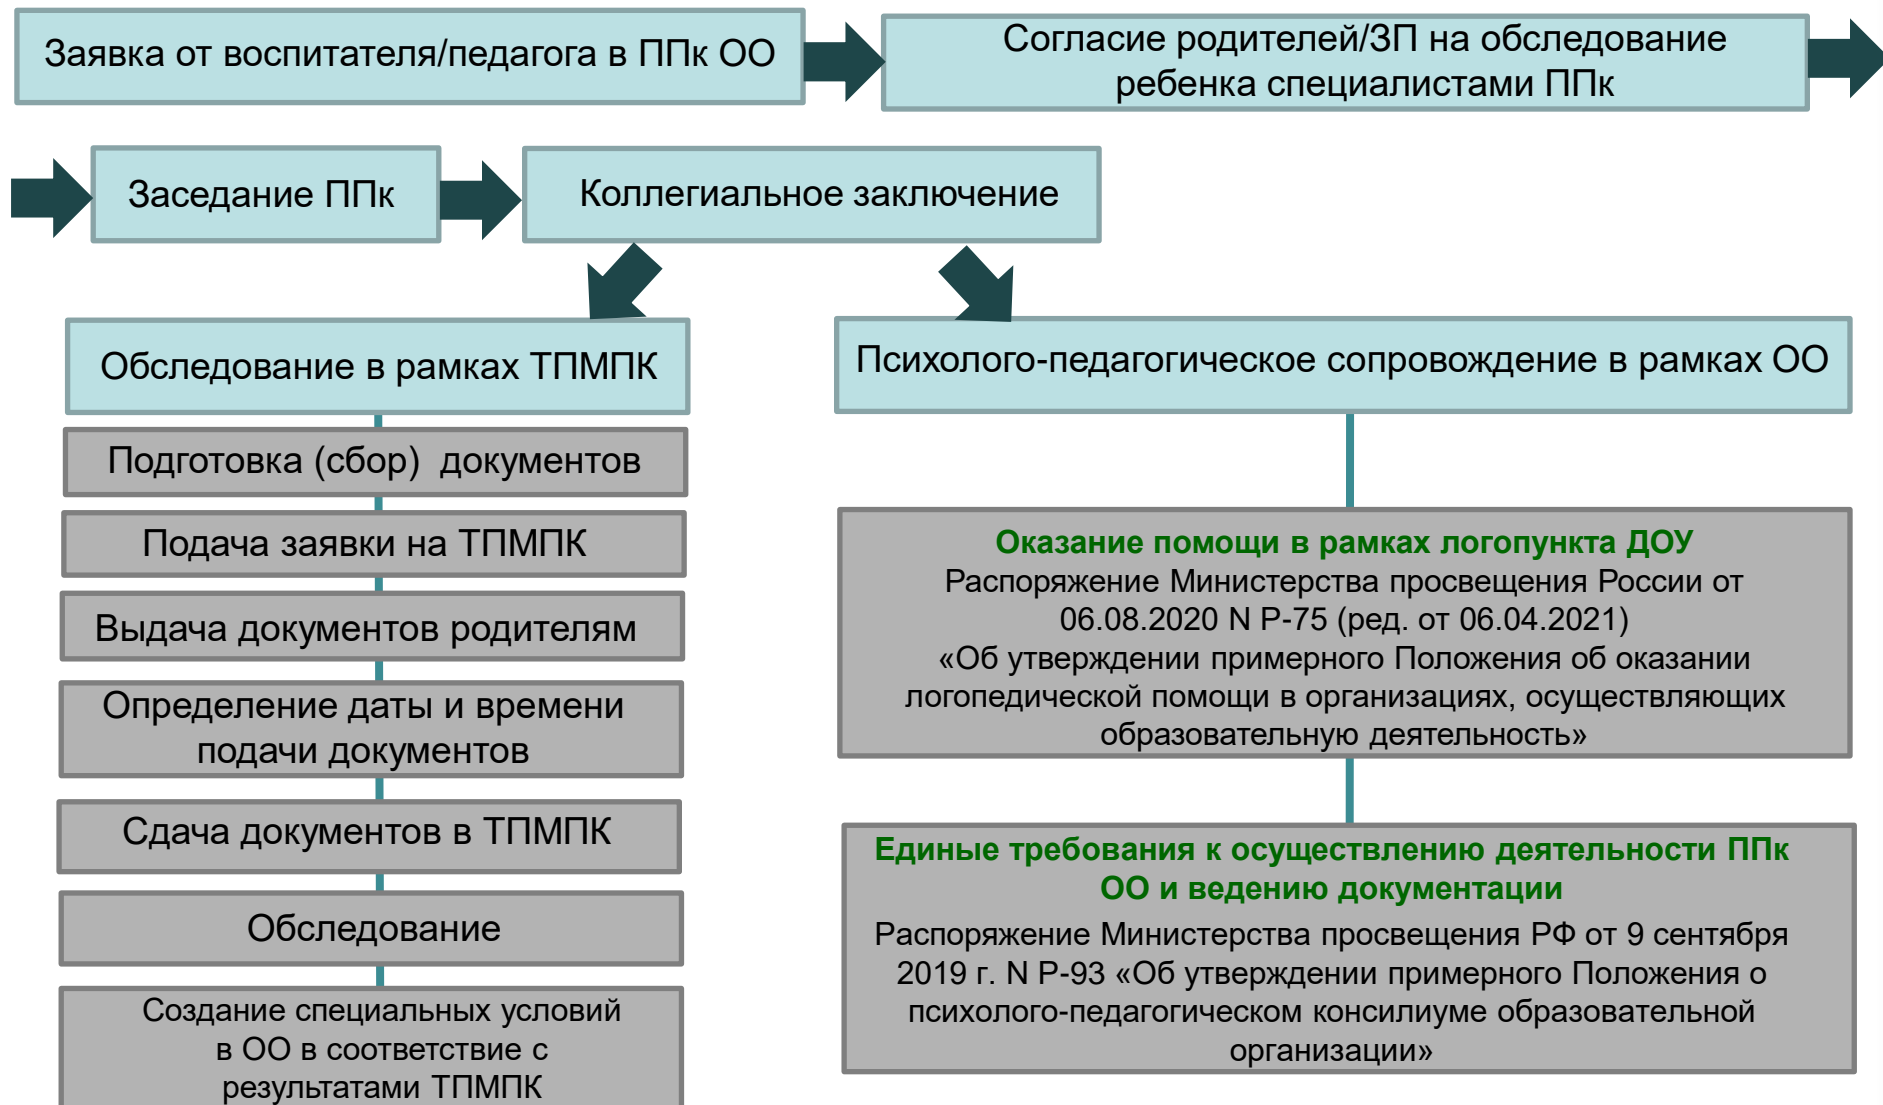 Заявка от воспитателя/педагога в ППк ОО
Согласие родителей/ЗП на обследование
ребенка специалистами ППк
Заседание ППк
Коллегиальное заключение
Обследование в рамках ТПМПК
Подготовка (сбор) документов
Подача заявки на ТПМПК
Выдача документов родителям
Определение даты и времени
подачи документов
Сдача документов в ТПМПК
Обследование
Создание специальных условий
в ОО в соответствие с
результатами ТПМПК
Психолого-педагогическое сопровождение в рамках ОО
Оказание помощи в рамках логопункта ДОУ
Распоряжение Министерства просвещения России от
06.08.2020 N Р-75 (ред. от 06.04.2021)
«Об утверждении примерного Положения об оказании
логопедической помощи в организациях, осуществляющих
образовательную деятельность»
Единые требования к осуществлению деятельности ППк
ОО и ведению документации
Распоряжение Министерства просвещения РФ от 9 сентября
2019 г. N Р-93 «Об утверждении примерного Положения о
психолого-педагогическом консилиуме образовательной
организации»